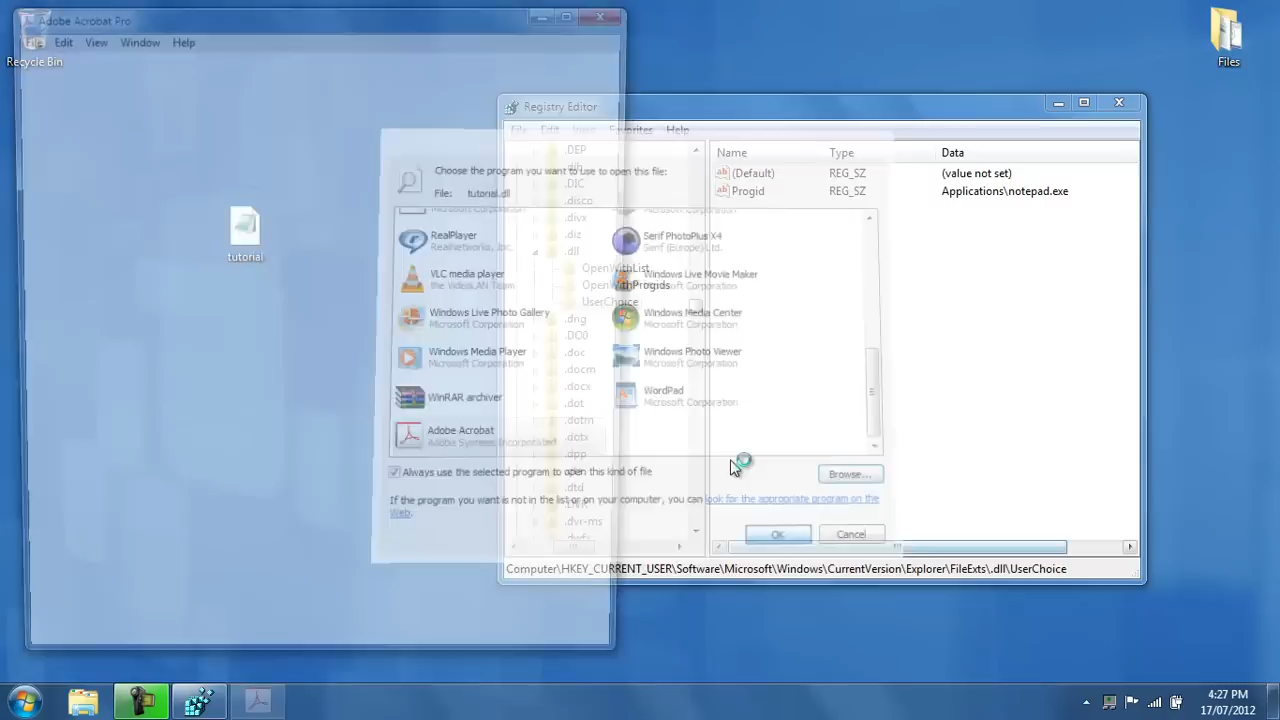 Adobe Acrobat Pro
File Edit View Window Help
Recycle Bin
Files
tutorial
Registry Editor
File Edit View Favorites Help
Name Type Data
(Default) REG_SZ (value not set)
Progid REG_SZ Applications\notepad.exe
.DEP
.DIC
.disco
.divx
.diz
.dll
OpenWithList
OpenWithProgids
UserChoice
.dng
.DO0
.doc
.docm
.docx
.dot
.dotm
.dotx
.dpp
.dtd
.dvr-ms
Choose the program you want to use to open this file:
File: tutorial.dll
Microsoft Corporation
Microsoft Corporation
RealPlayer
RealNetworks, Inc.
Serif PhotoPlus X4
Serif (Europe) Ltd.
VLC media player
the VideoLAN Team
Windows Live Movie Maker
Microsoft Corporation
Windows Live Photo Gallery
Microsoft Corporation
Windows Media Center
Microsoft Corporation
Windows Media Player
Microsoft Corporation
Windows Photo Viewer
Microsoft Corporation
WinRAR archiver
WordPad
Microsoft Corporation
Adobe Acrobat
Adobe Systems Incorporated
Always use the selected program to open this kind of file
Browse...
If the program you want is not in the list or on your computer, you can look for the appropriate program on the
Web.
OK Cancel
Computer\HKEY_CURRENT_USER\Software\Microsoft\Windows\CurrentVersion\Explorer\FileExts\.dll\UserChoice
4:27 PM
17/07/2012